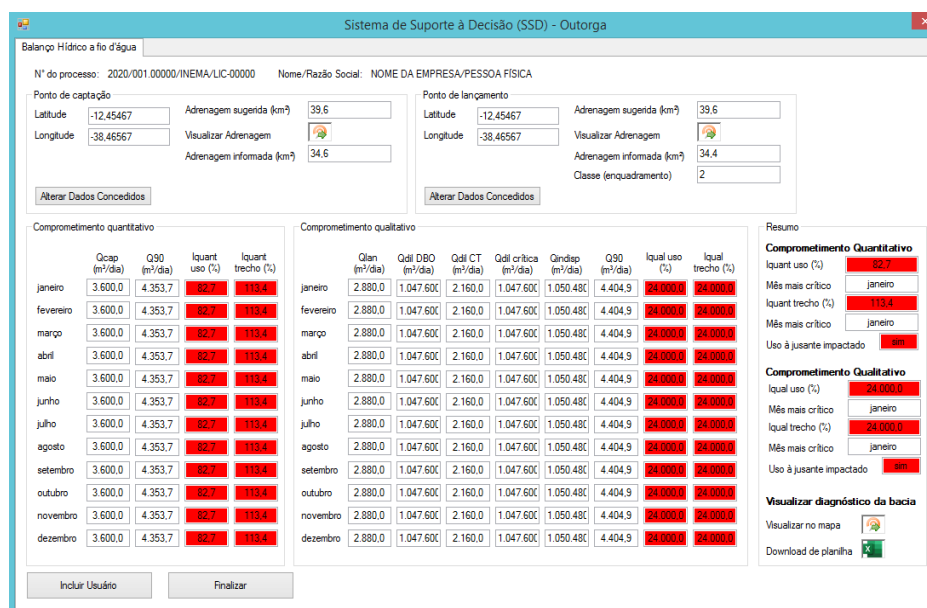 Sistema de Suporte à Decisão (SSD) - Outorga
Balanço Hídrico a fio d'água
N° do processo: 2020/001.00000/INEMA/LIC-00000 Nome/Razão Social: NOME DA EMPRESA/PESSOA FÍSICA
Ponto de captação
Latitude -12,45467 Adrenagem sugerida (km²) 39,6
Longitude -38,46567 Visualizar Adrenagem
Adrenagem informada (km²) 34,6
Alterar Dados Concedidos
Ponto de lançamento
Latitude -12,45467 Adrenagem sugerida (km²) 39,6
Longitude -38,46567 Visualizar Adrenagem
Adrenagem informada (km²) 34,4
Classe (enquadramento) 2
Alterar Dados Concedidos
Comprometimento quantitativo
Qcap (m³/dia) Q90 (m³/dia) Iquant uso (%) Iquant trecho (%)
janeiro 3.600,0 4.353,7 82,7 113,4
fevereiro 3.600,0 4.353,7 82,7 113,4
março 3.600,0 4.353,7 82,7 113,4
abril 3.600,0 4.353,7 82,7 113,4
maio 3.600,0 4.353,7 82,7 113,4
junho 3.600,0 4.353,7 82,7 113,4
julho 3.600,0 4.353,7 82,7 113,4
agosto 3.600,0 4.353,7 82,7 113,4
setembro 3.600,0 4.353,7 82,7 113,4
outubro 3.600,0 4.353,7 82,7 113,4
novembro 3.600,0 4.353,7 82,7 113,4
dezembro 3.600,0 4.353,7 82,7 113,4
Comprometimento qualitativo
Qlan (m³/dia) Qdil DBO (m³/dia) Qdil CT (m³/dia) Qdil crítica (m³/dia) Qindisp (m³/dia) Q90 (m³/dia) Iqual uso (%) Iqual trecho (%)
janeiro 2.880,0 1.047.600 2.160,0 1.047.600 1.050.480 4.404,9 24.000,0 24.000,0
fevereiro 2.880,0 1.047.600 2.160,0 1.047.600 1.050.480 4.404,9 24.000,0 24.000,0
março 2.880,0 1.047.600 2.160,0 1.047.600 1.050.480 4.404,9 24.000,0 24.000,0
abril 2.880,0 1.047.600 2.160,0 1.047.600 1.050.480 4.404,9 24.000,0 24.000,0
maio 2.880,0 1.047.600 2.160,0 1.047.600 1.050.480 4.404,9 24.000,0 24.000,0
junho 2.880,0 1.047.600 2.160,0 1.047.600 1.050.480 4.404,9 24.000,0 24.000,0
julho 2.880,0 1.047.600 2.160,0 1.047.600 1.050.480 4.404,9 24.000,0 24.000,0
agosto 2.880,0 1.047.600 2.160,0 1.047.600 1.050.480 4.404,9 24.000,0 24.000,0
setembro 2.880,0 1.047.600 2.160,0 1.047.600 1.050.480 4.404,9 24.000,0 24.000,0
outubro 2.880,0 1.047.600 2.160,0 1.047.600 1.050.480 4.404,9 24.000,0 24.000,0
novembro 2.880,0 1.047.600 2.160,0 1.047.600 1.050.480 4.404,9 24.000,0 24.000,0
dezembro 2.880,0 1.047.600 2.160,0 1.047.600 1.050.480 4.404,9 24.000,0 24.000,0
Resumo
Comprometimento Quantitativo
Iquant uso (%) 82,7
Mês mais crítico janeiro
Iquant trecho (%) 113,4
Mês mais crítico janeiro
Uso à jusante impactado sim
Comprometimento Qualitativo
Iqual uso (%) 24.000,0
Mês mais crítico janeiro
Iqual trecho (%) 24.000,0
Mês mais crítico janeiro
Uso à jusante impactado sim
Visualizar diagnóstico da bacia
Visualizar no mapa
Download de planilha
Incluir Usuário Finalizar